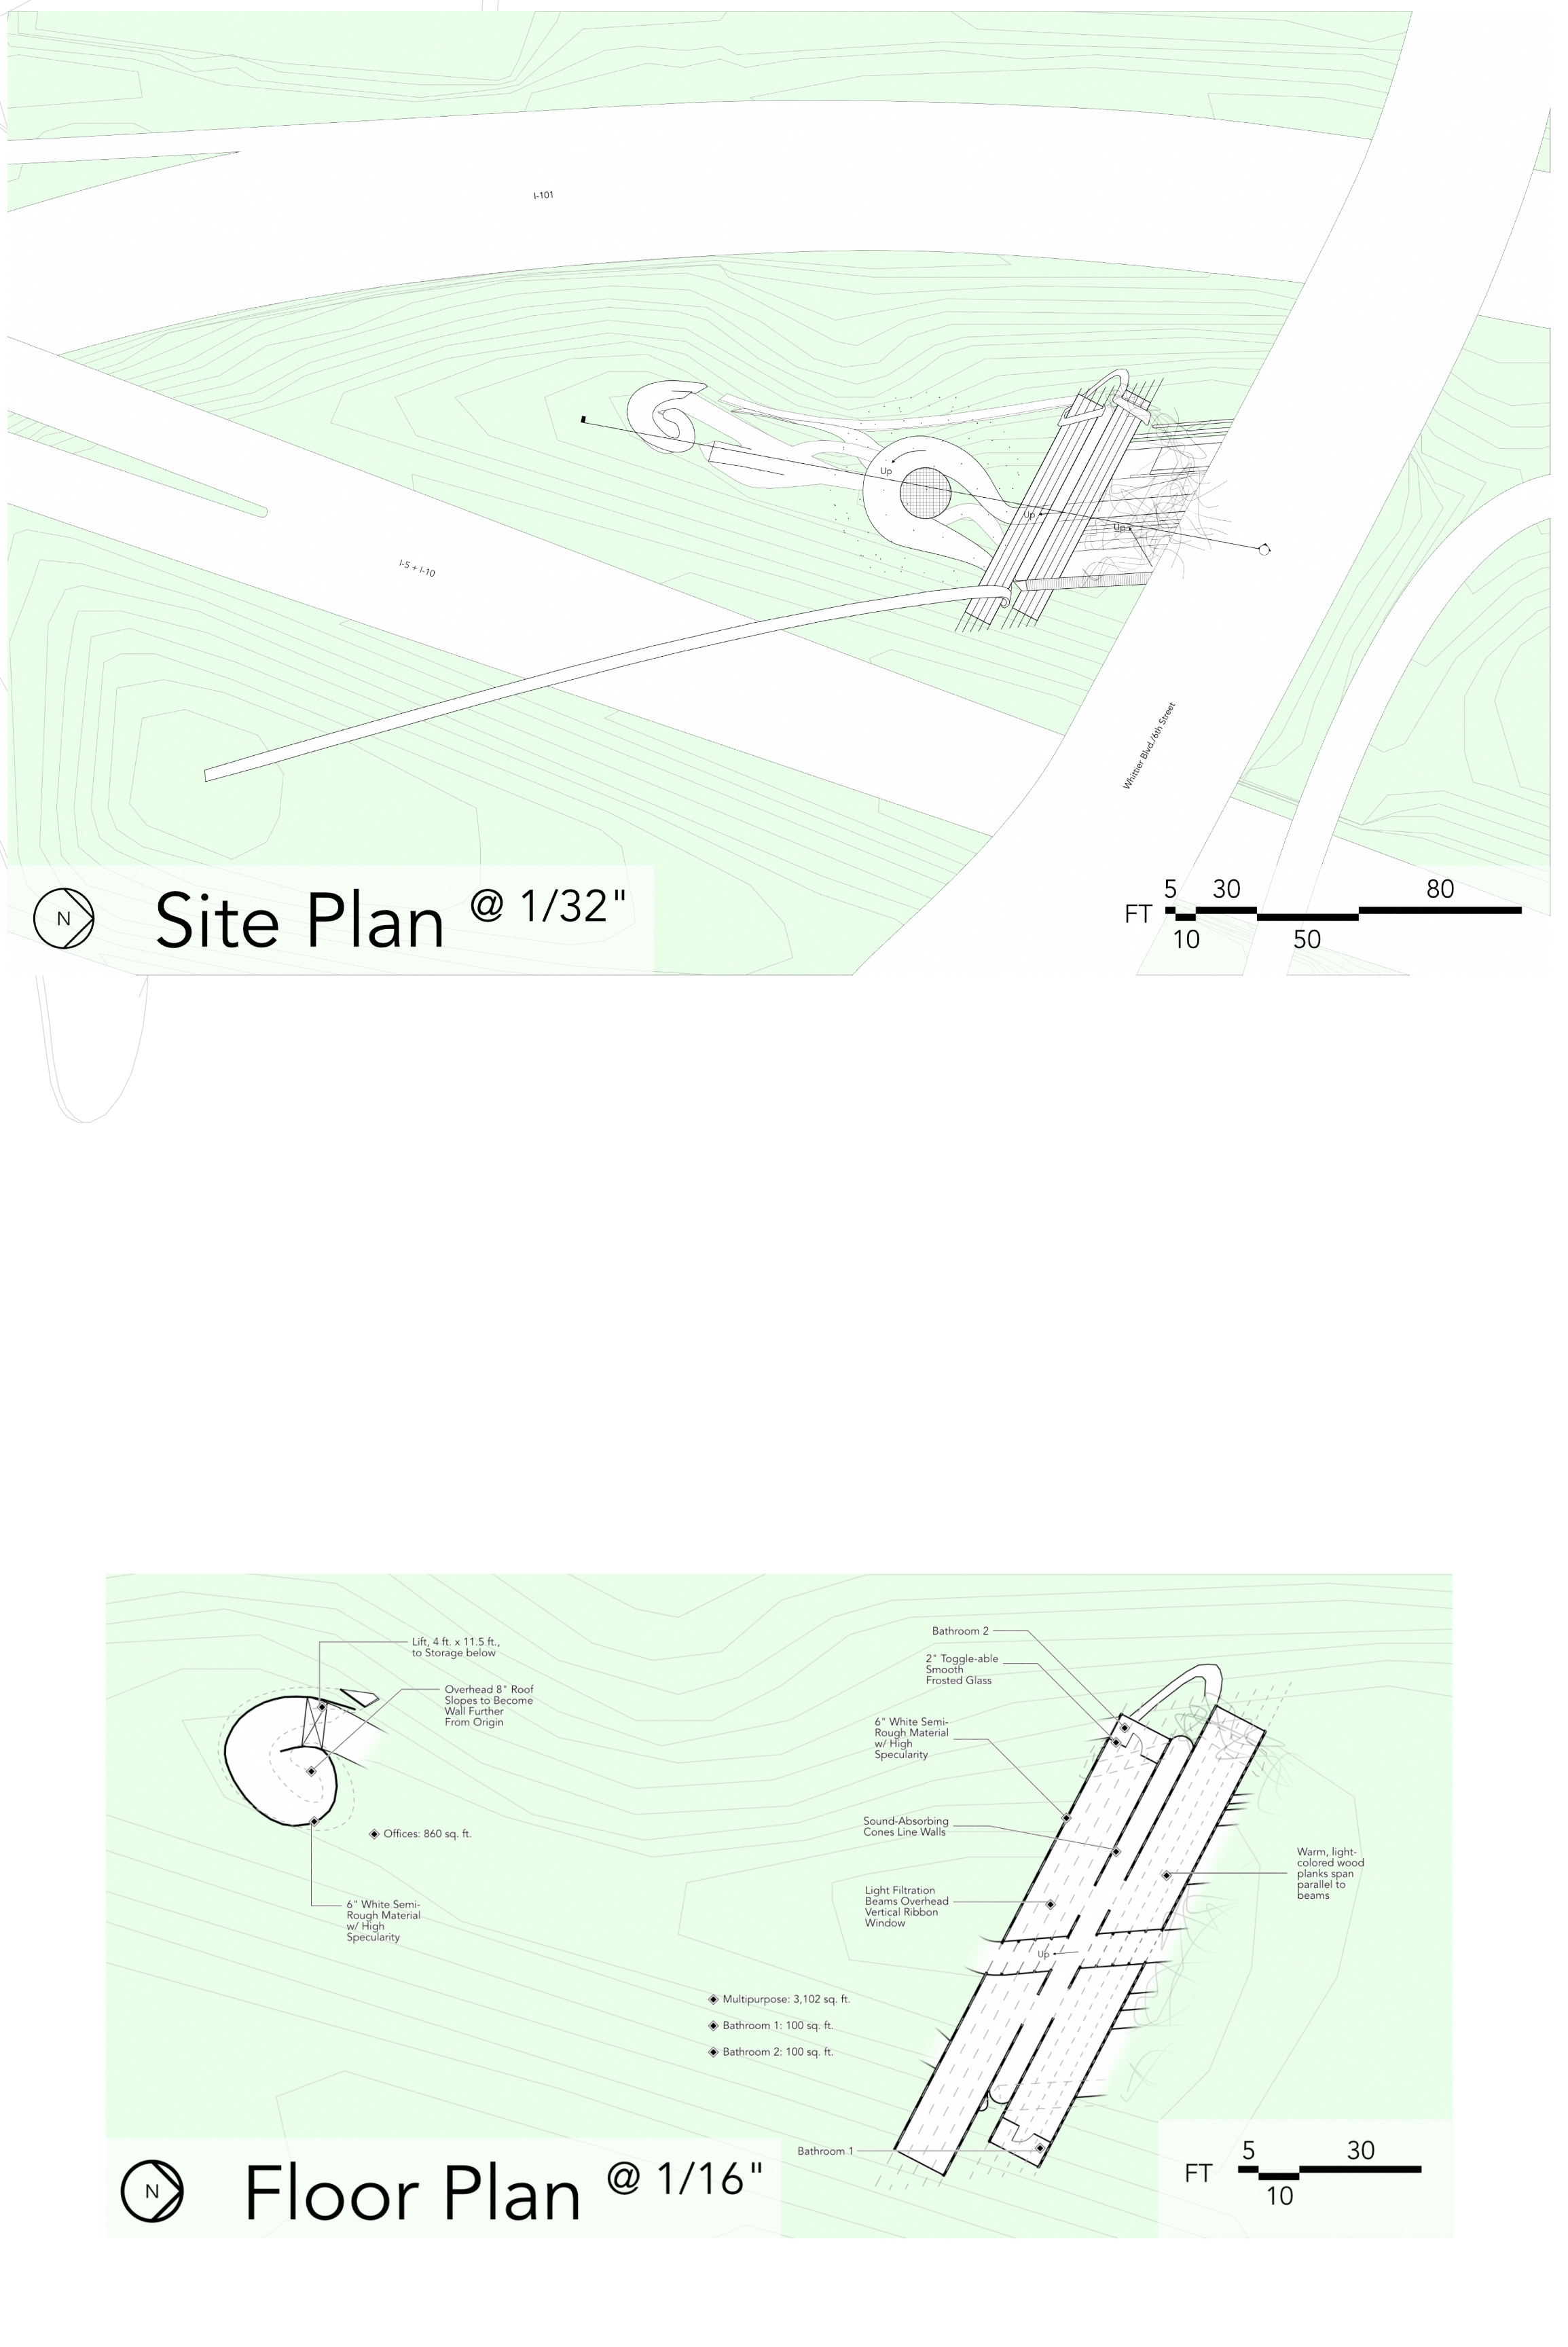 I-101
Up
Up
Up
I-5 + I-10
Whittier Blvd./6th Street
N
Site Plan @ 1/32"
FT
5 30 80
10 50
Lift, 4 ft. x 11.5 ft.,
to Storage below
Overhead 8" Roof
Slopes to Become
Wall Further
From Origin
Offices: 860 sq. ft.
6" White Semi-
Rough Material
w/ High
Specularity
Bathroom 2
2" Toggle-able
Smooth
Frosted Glass
6" White Semi-
Rough Material
w/ High
Specularity
Sound-Absorbing
Cones Line Walls
Light Filtration
Beams Overhead
Vertical Ribbon
Window
Warm, light-
colored wood
planks span
parallel to
beams
Up
Multipurpose: 3,102 sq. ft.
Bathroom 1: 100 sq. ft.
Bathroom 2: 100 sq. ft.
Bathroom 1
N
Floor Plan @ 1/16"
FT
5 30
10